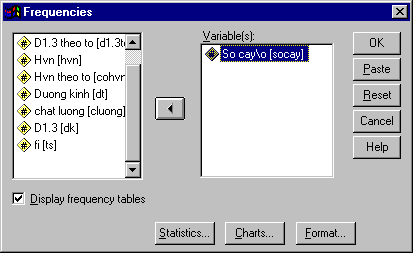 Frequencies
D1.3 theo to [d1.3t
Hvn [hvn]
Hvn theo to [cohvn
Duong kinh [dt]
chat luong [cluong]
D1.3 [dk]
fi [ts]
Display frequency tables
Variable(s):
So cay\o [socay]
OK
Paste
Reset
Cancel
Help
Statistics...
Charts...
Format...